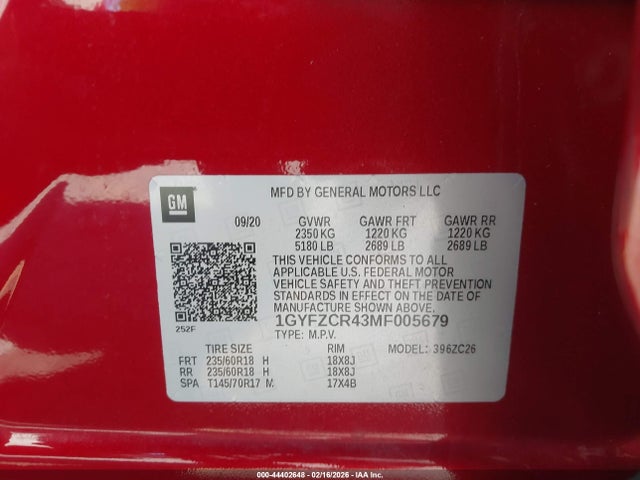 GM
MFD BY GENERAL MOTORS LLC
09/20 GVWR GAWR FRT GAWR RR
2350 KG 1220 KG 1220 KG
5180 LB 2689 LB 2689 LB
THIS VEHICLE CONFORMS TO ALL
APPLICABLE U.S. FEDERAL MOTOR
VEHICLE SAFETY AND THEFT PREVENTION
STANDARDS IN EFFECT ON THE DATE OF
MANUFACTURE SHOWN ABOVE.
252F
1GYFZCR43MF005679
TYPE: M.P.V.
TIRE SIZE RIM MODEL: 396ZC26
FRT 235/60R18 H 18X8J
RR 235/60R18 H 18X8J
SPA T145/70R17 M 17X4B
000-44402648 - 02/16/2026 - © IAA, Inc.